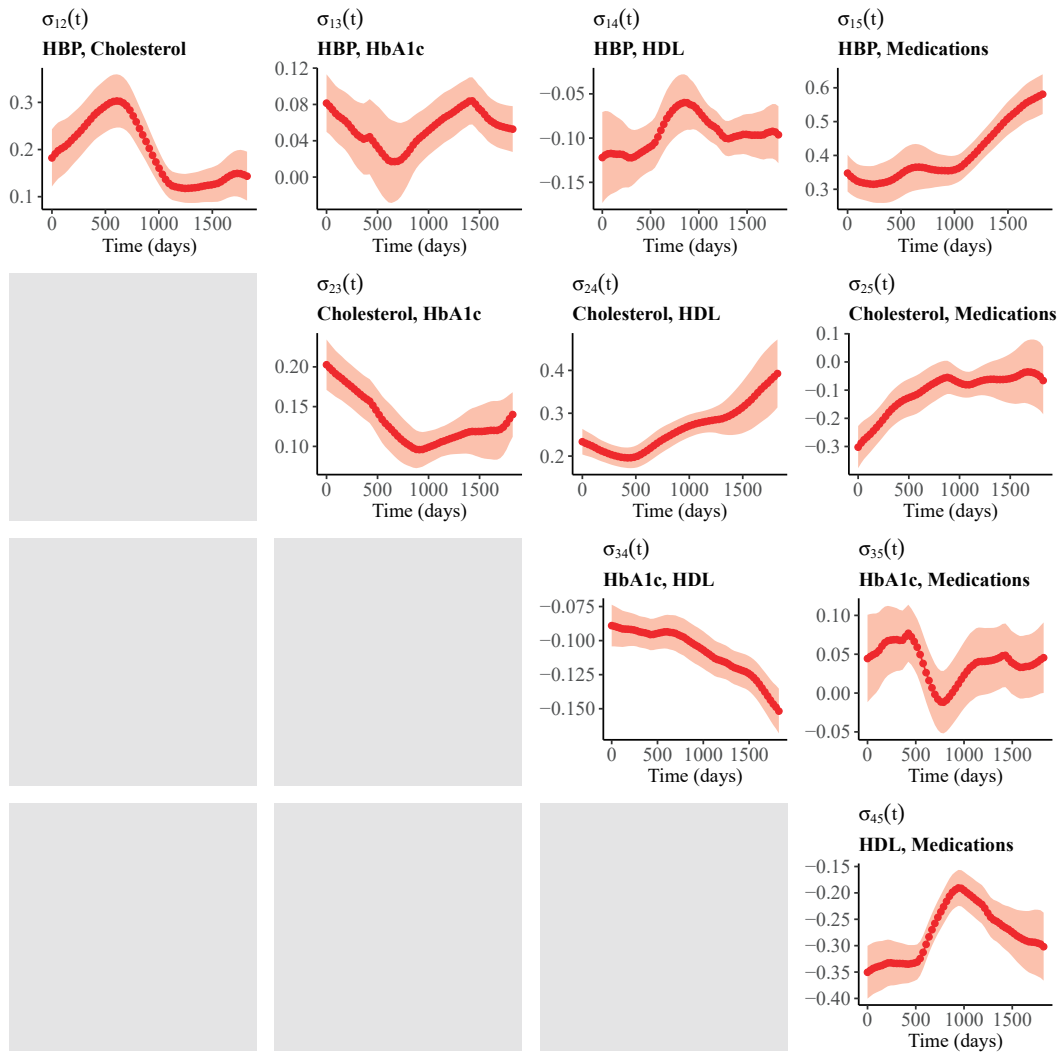 σ₁₂(t)
HBP, Cholesterol
0.3
0.2
0.1
0 500 1000 1500
Time (days)
σ₁₃(t)
HBP, HbA1c
0.12
0.08
0.04
0.00
0 500 1000 1500
Time (days)
σ₁₄(t)
HBP, HDL
−0.05
−0.10
−0.15
0 500 1000 1500
Time (days)
σ₁₅(t)
HBP, Medications
0.6
0.5
0.4
0.3
0 500 1000 1500
Time (days)
σ₂₃(t)
Cholesterol, HbA1c
0.20
0.15
0.10
0 500 1000 1500
Time (days)
σ₂₄(t)
Cholesterol, HDL
0.4
0.3
0.2
0 500 1000 1500
Time (days)
σ₂₅(t)
Cholesterol, Medications
0.1
0.0
−0.1
−0.2
−0.3
0 500 1000 1500
Time (days)
σ₃₄(t)
HbA1c, HDL
−0.075
−0.100
−0.125
−0.150
0 500 1000 1500
Time (days)
σ₃₅(t)
HbA1c, Medications
0.10
0.05
0.00
−0.05
0 500 1000 1500
Time (days)
σ₄₅(t)
HDL, Medications
−0.15
−0.20
−0.25
−0.30
−0.35
−0.40
0 500 1000 1500
Time (days)